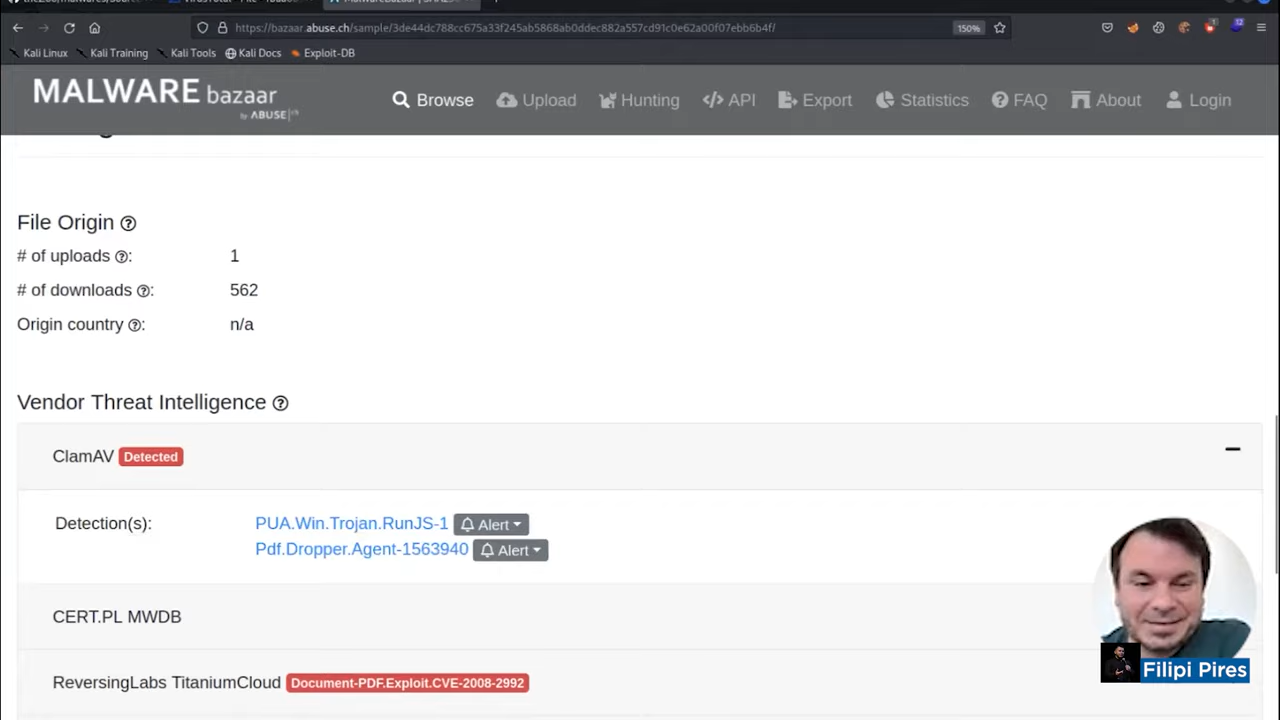 https://bazaar.abuse.ch/sample/3de44dc788cc675a33f245ab5868ab0ddec882a557cd91c0e62a00f07ebb6b4f/
150%
Kali Linux Kali Training Kali Tools Kali Docs Exploit-DB
MALWARE bazaar
by ABUSE
Browse Upload Hunting API Export Statistics FAQ About Login
File Origin
# of uploads : 1
# of downloads : 562
Origin country : n/a
Vendor Threat Intelligence
ClamAV Detected
Detection(s): PUA.Win.Trojan.RunJS-1 Alert
Pdf.Dropper.Agent-1563940 Alert
CERT.PL MWDB
ReversingLabs TitaniumCloud Document-PDF.Exploit.CVE-2008-2992
Filipi Pires